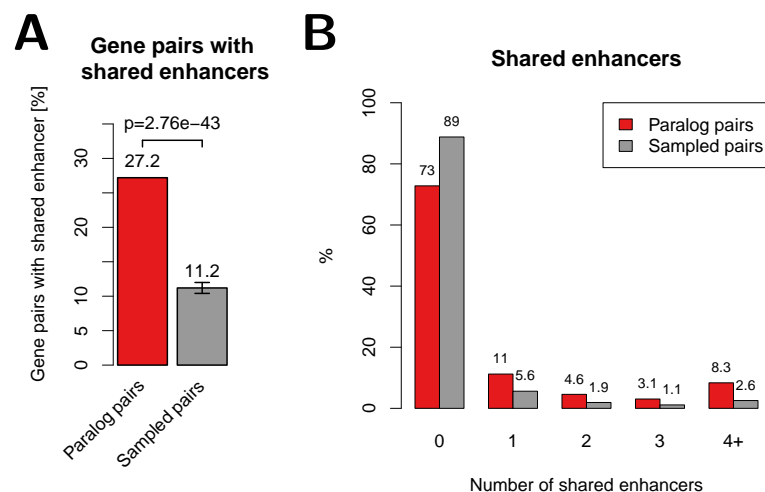 A
Gene pairs with
shared enhancers
Gene pairs with shared enhancer [%]
p=2.76e−43
27.2
11.2
0
5
10
20
30
Paralog pairs
Sampled pairs
B
Shared enhancers
%
0
20
40
60
80
100
Paralog pairs
Sampled pairs
73
89
11
5.6
4.6
1.9
3.1
1.1
8.3
2.6
0
1
2
3
4+
Number of shared enhancers